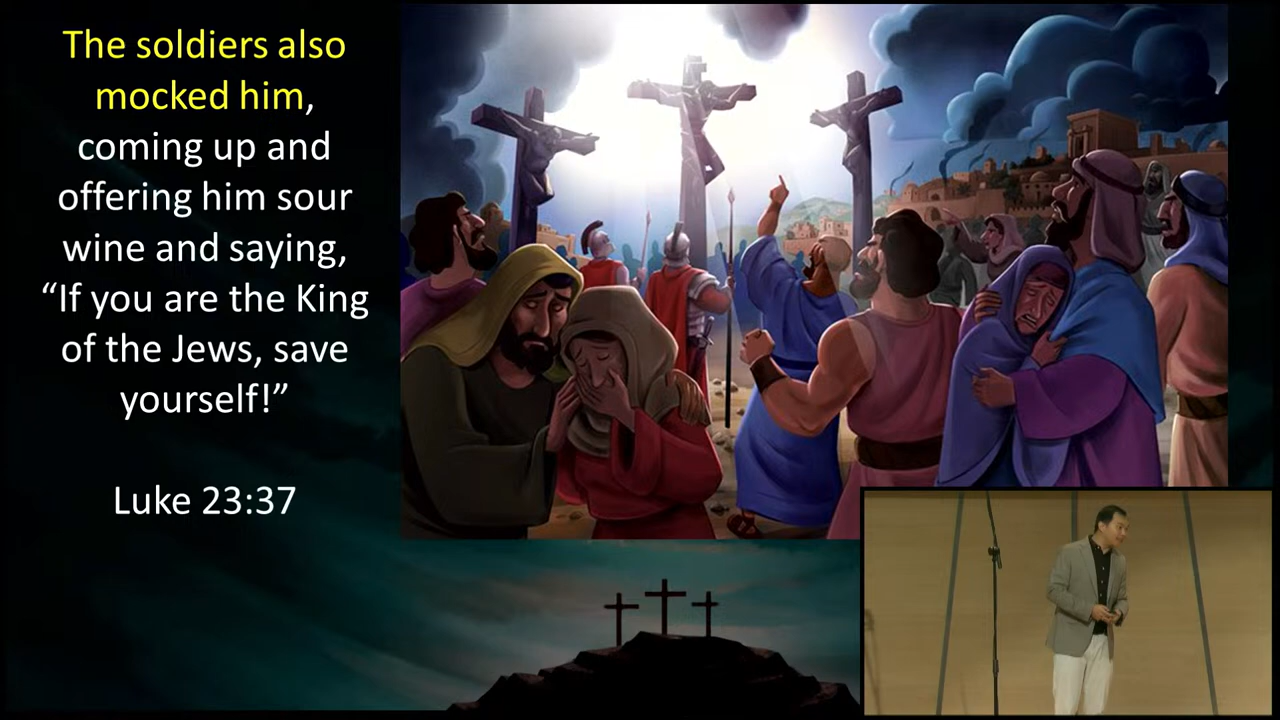 The soldiers also
mocked him,
coming up and
offering him sour
wine and saying,
“If you are the King
of the Jews, save
yourself!”
Luke 23:37